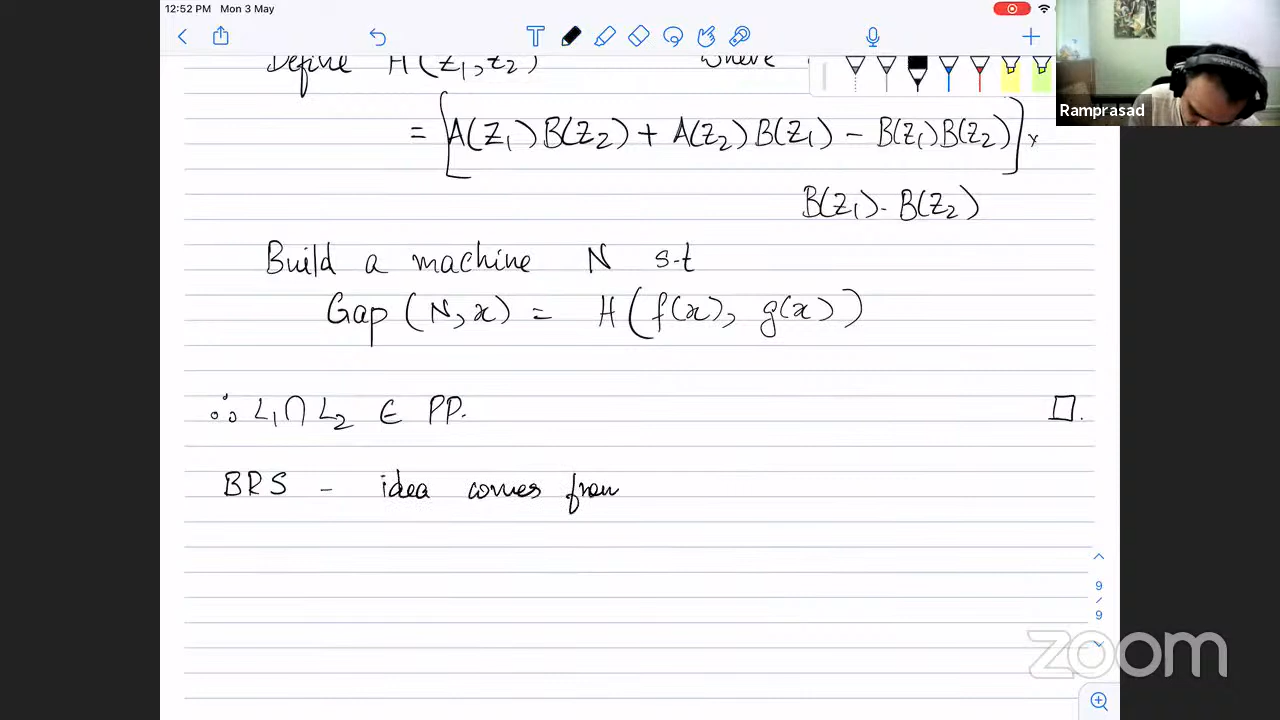 12:52 PM Mon 3 May
Define H(z₁,z₂) where
= [A(z₁)B(z₂) + A(z₂)B(z₁) − B(z₁)B(z₂)] ×
B(z₁). B(z₂)
Build a machine N s.t
Gap (N,x) = H(f(x), g(x))
∴ L₁∩L₂ ∈ PP. □.
BRS - idea comes from
Ramprasad
9
/
9
zoom